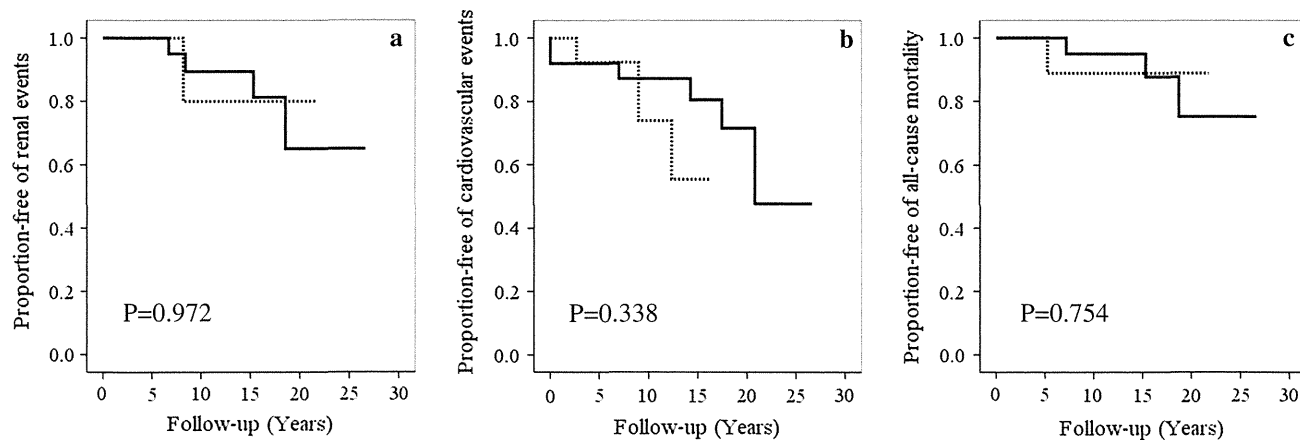 a
Proportion-free of renal events
1.0
0.8
0.6
0.4
0.2
0.0
P=0.972
0 5 10 15 20 25 30
Follow-up (Years)
b
Proportion-free of cardiovascular events
1.0
0.8
0.6
0.4
0.2
0.0
P=0.338
0 5 10 15 20 25 30
Follow-up (Years)
c
Proportion-free of all-cause mortality
1.0
0.8
0.6
0.4
0.2
0.0
P=0.754
0 5 10 15 20 25 30
Follow-up (Years)